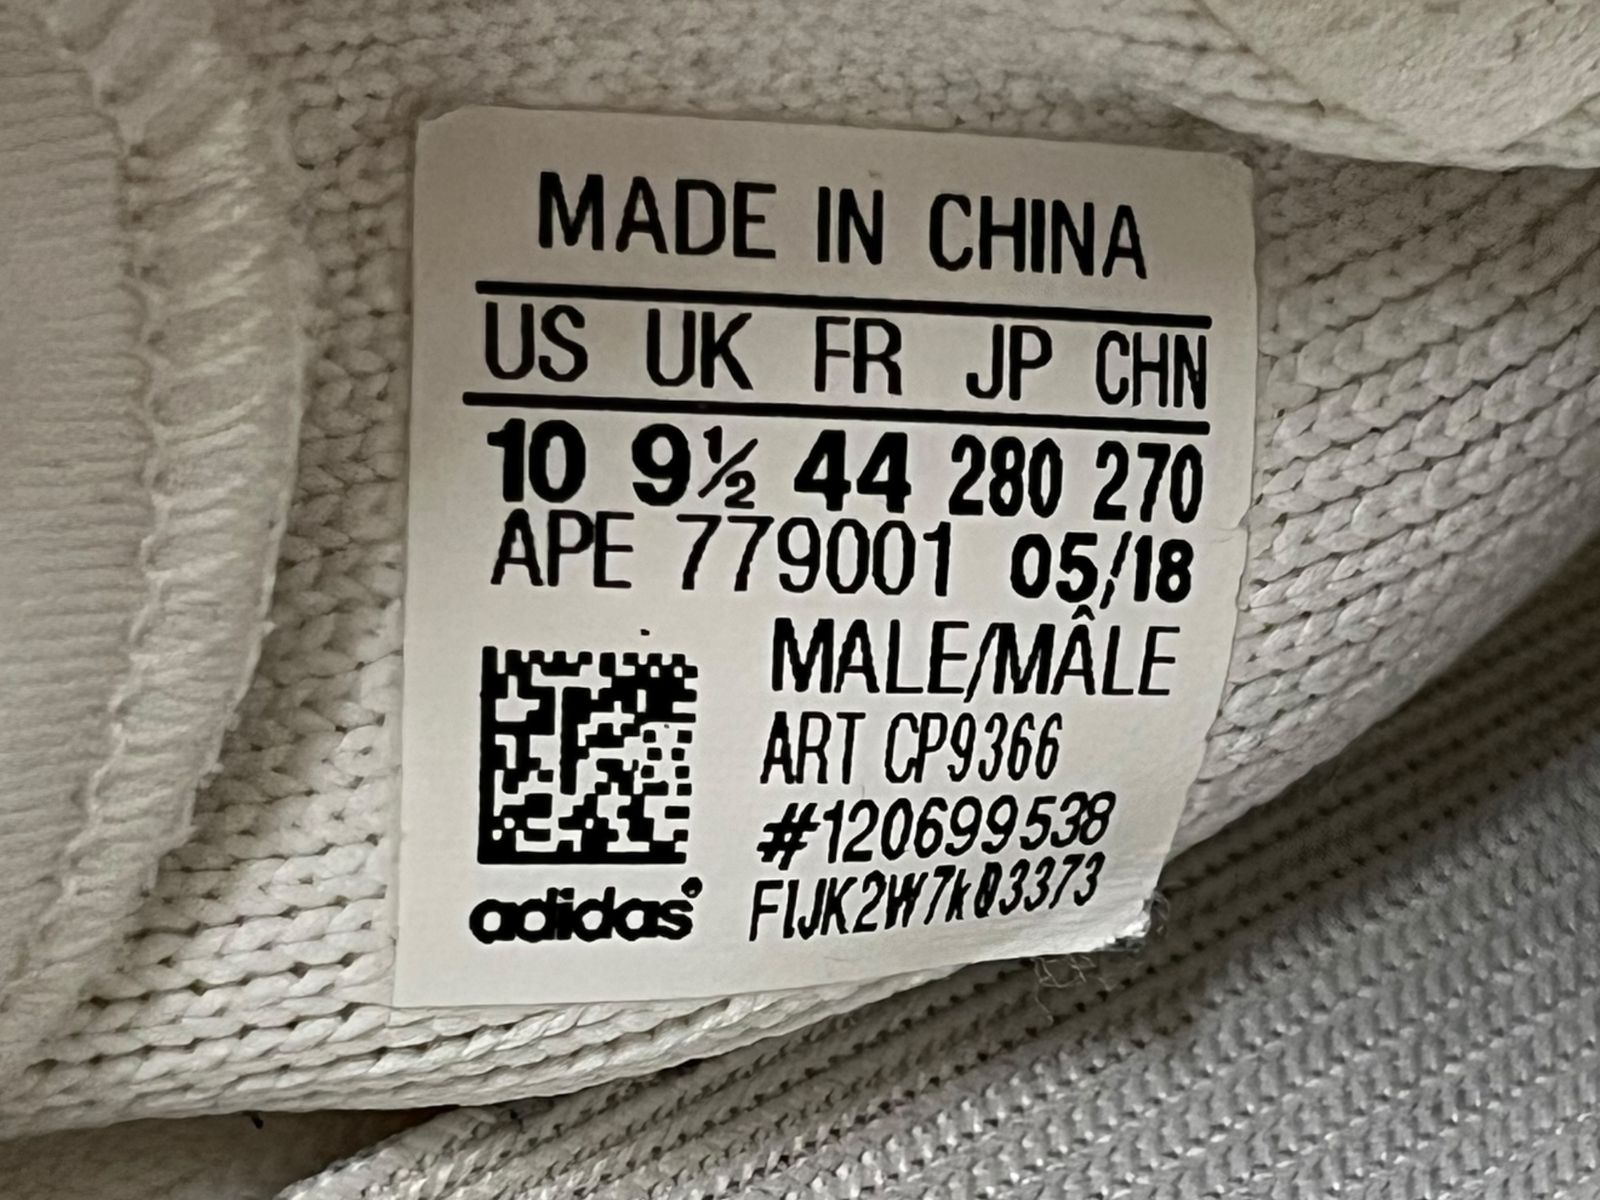 MADE IN CHINA
US UK FR JP CHN
10 9½ 44 280 270
APE 779001 05/18
MALE/MÂLE
ART CP9366
#120699538
adidas